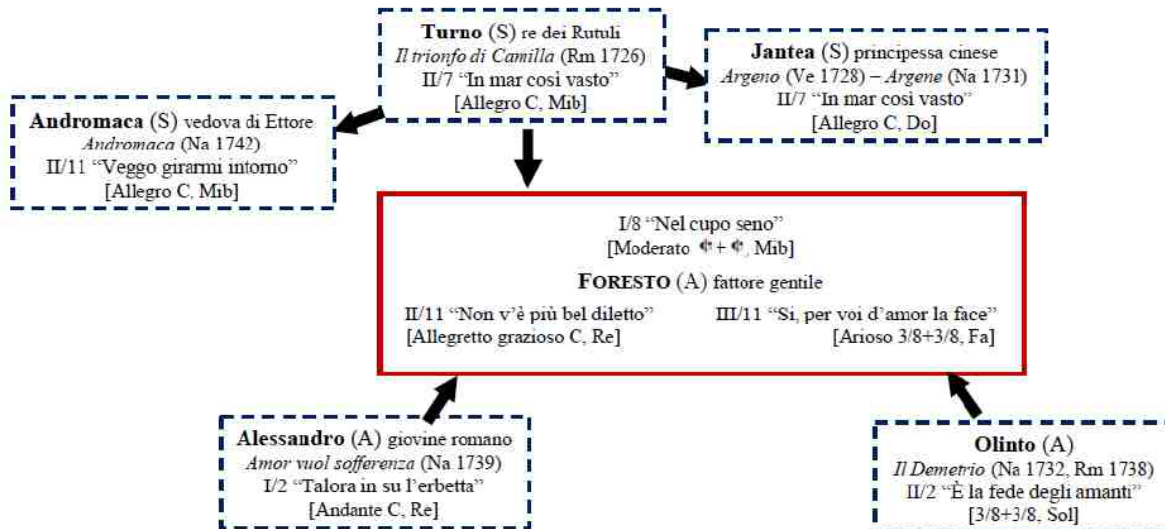 Turno (S) re dei Rutuli
Il trionfo di Camilla (Rm 1726)
II/7 “In mar così vasto”
[Allegro C, Mib]
Jantea (S) principessa cinese
Argeno (Ve 1728) – Argene (Na 1731)
II/7 “In mar così vasto”
[Allegro C, Do]
Andromaca (S) vedova di Ettore
Andromaca (Na 1742)
II/11 “Veggo girarmi intorno”
[Allegro C, Mib]
I/8 “Nel cupo seno”
[Moderato 𝄵 + 𝄵, Mib]
FORESTO (A) fattore gentile
II/11 “Non v’è più bel diletto”
[Allegretto grazioso C, Re]
III/11 “Si, per voi d’amor la face”
[Arioso 3/8+3/8, Fa]
Alessandro (A) giovine romano
Amor vuol sofferenza (Na 1739)
I/2 “Talora in su l’erbetta”
[Andante C, Re]
Olinto (A)
Il Demetrio (Na 1732, Rm 1738)
II/2 “È la fede degli amanti”
[3/8+3/8, Sol]